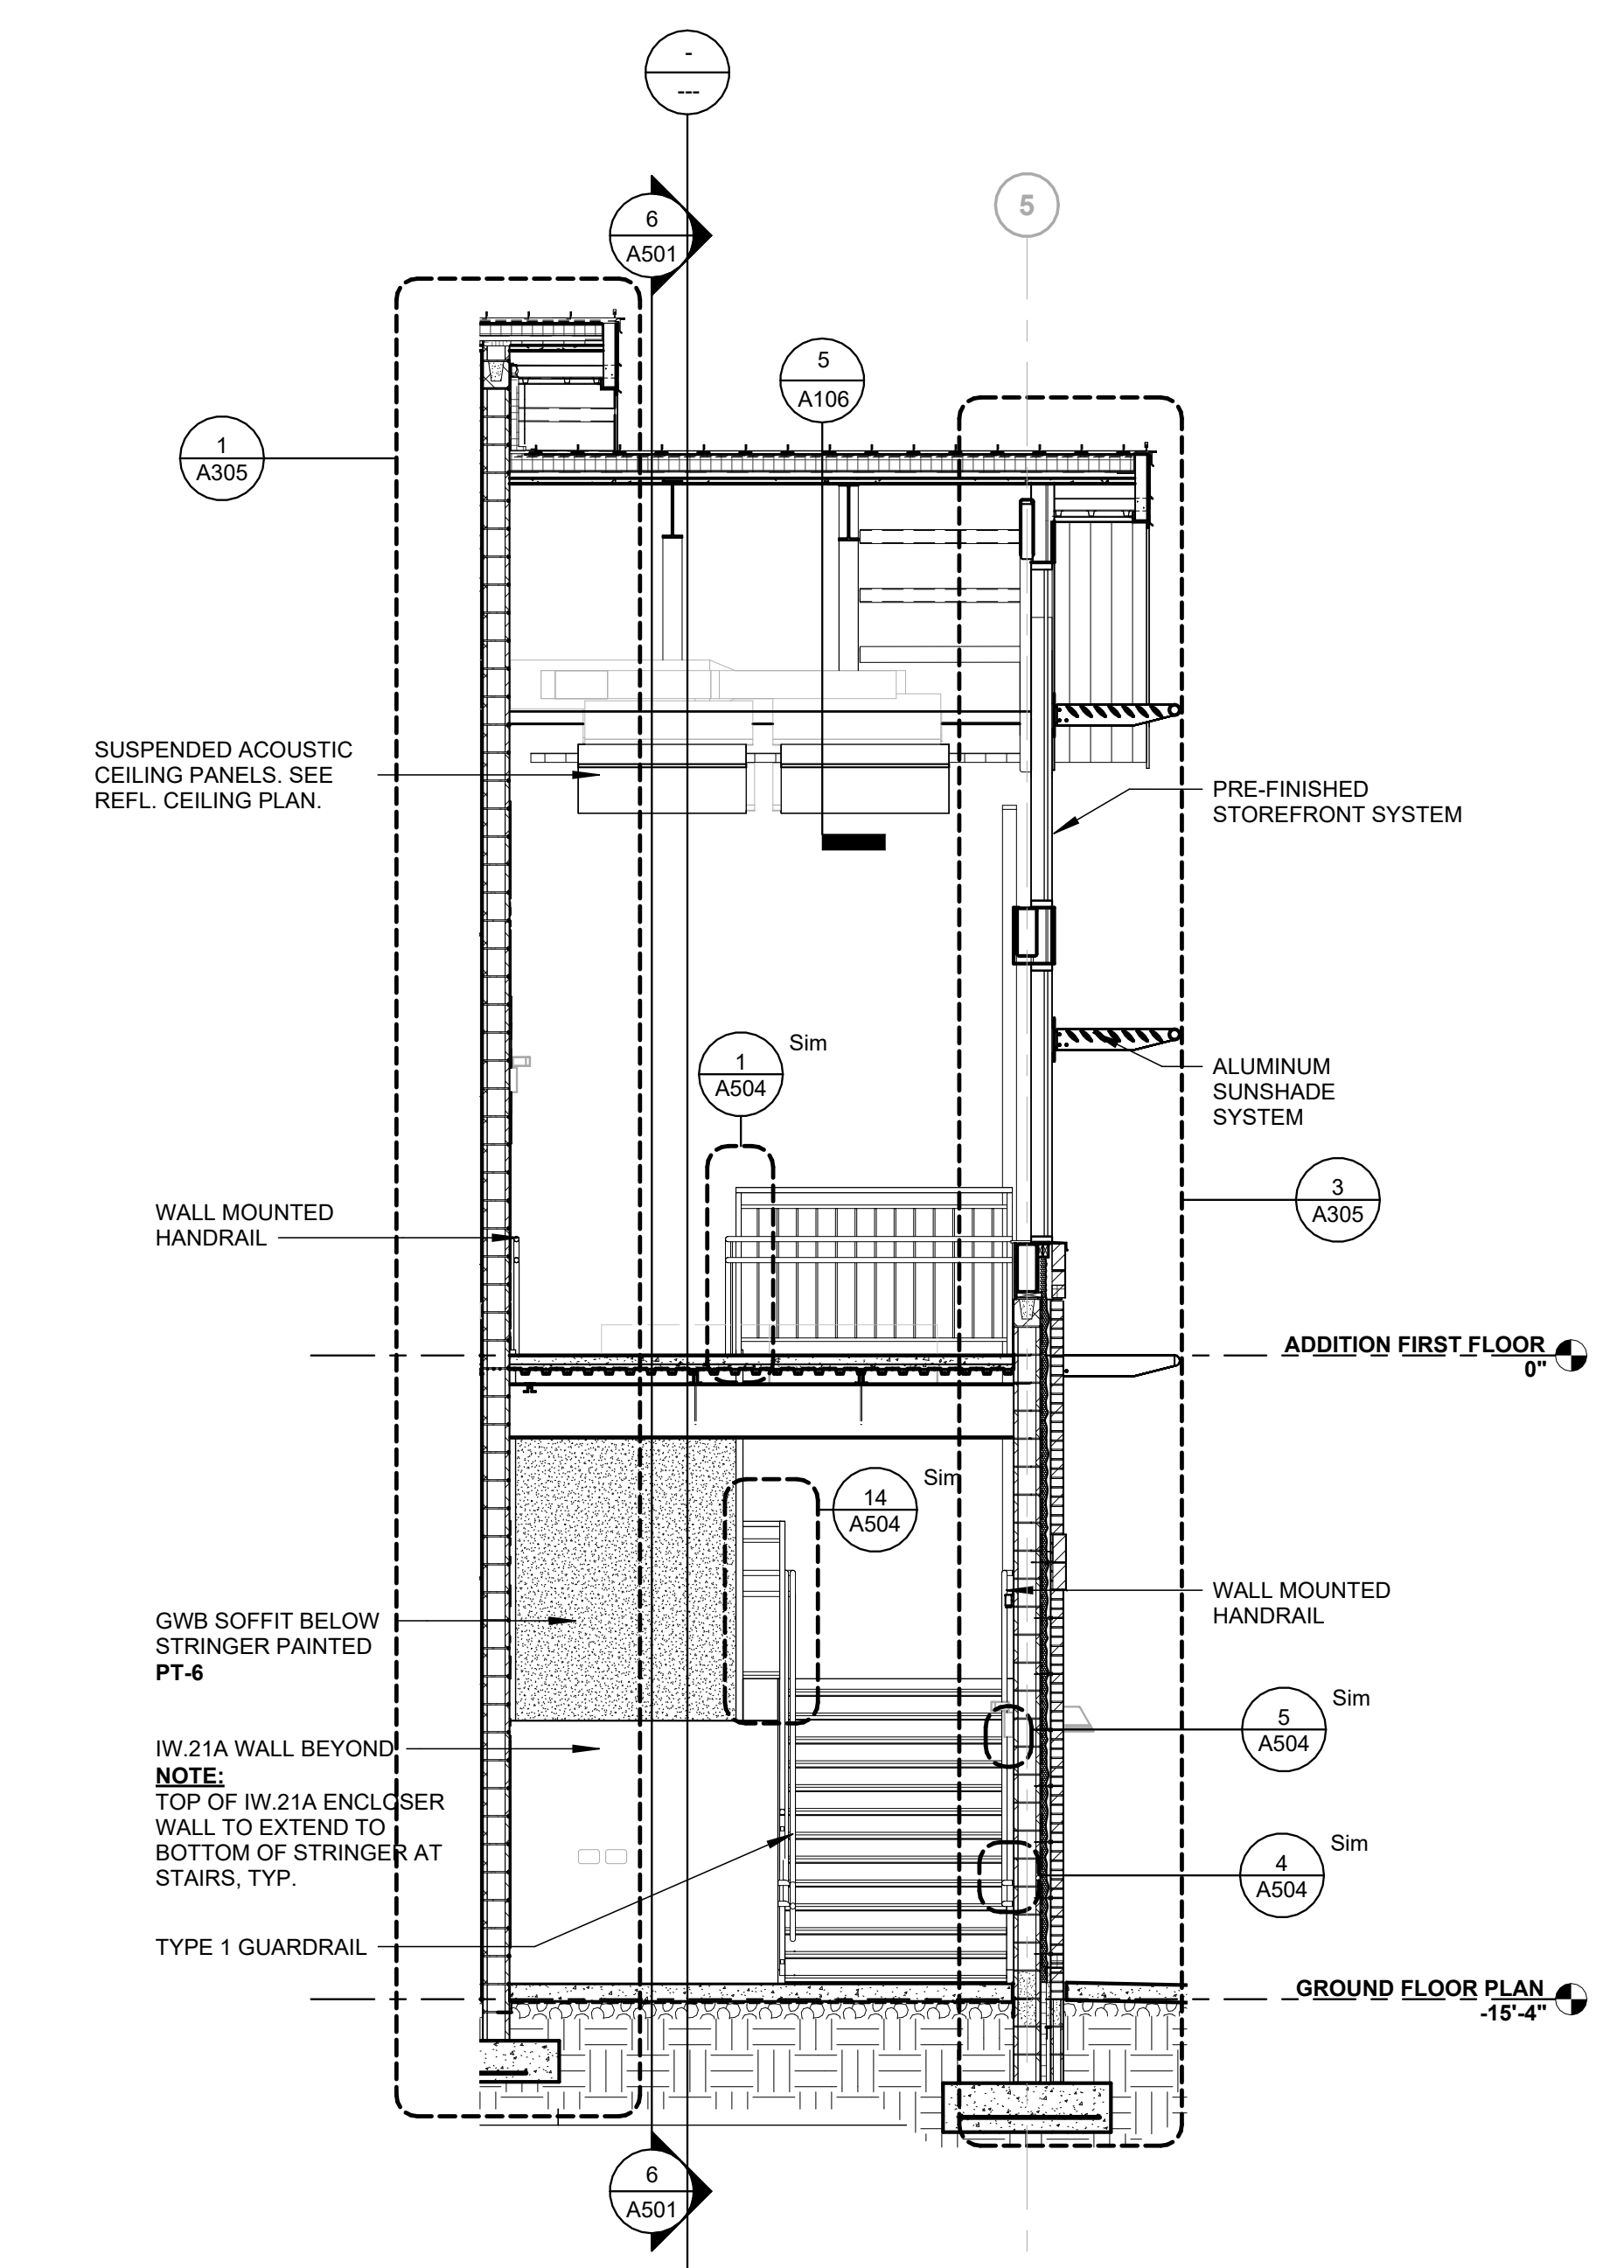 -
---
6
A501
5
5
A106
1
A305
SUSPENDED ACOUSTIC
CEILING PANELS. SEE
REFL. CEILING PLAN.
PRE-FINISHED
STOREFRONT SYSTEM
1
A504
Sim
ALUMINUM
SUNSHADE
SYSTEM
3
A305
WALL MOUNTED
HANDRAIL
ADDITION FIRST FLOOR
0"
14
A504
Sim
WALL MOUNTED
HANDRAIL
GWB SOFFIT BELOW
STRINGER PAINTED
PT-6
5
A504
Sim
IW.21A WALL BEYOND
NOTE:
TOP OF IW.21A ENCLOSER
WALL TO EXTEND TO
BOTTOM OF STRINGER AT
STAIRS, TYP.
4
A504
Sim
TYPE 1 GUARDRAIL
GROUND FLOOR PLAN
-15'-4"
6
A501